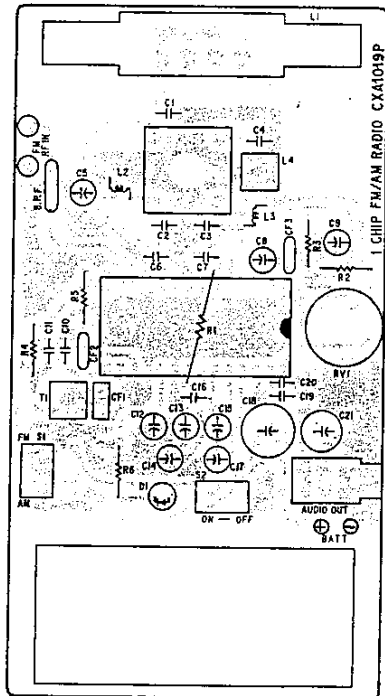 L1
C1
C4
FM
RF IN
B.P.F.
C5
L2
L4
C2
C3
L3
C6
C7
C8
CF3
R3
C9
R2
1 CHIP FM/AM RADIO CXA1019P
R5
R1
R4
C11
C10
CF2
RV1
T1
CF1
C16
C20
C19
C12
C13
C15
C18
C21
FM S1
AM
C14
C17
R6
D1
S2
ON — OFF
AUDIO OUT
BATT